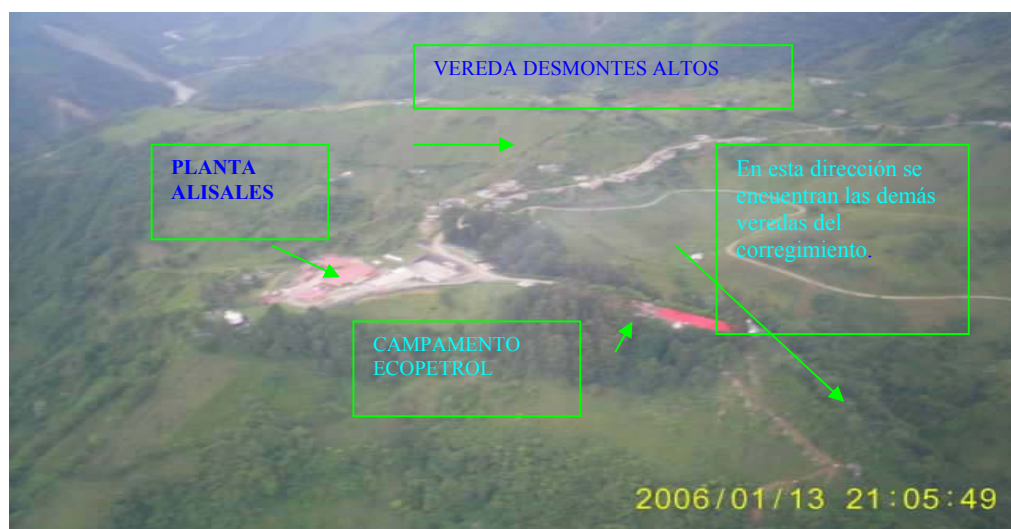 VEREDA DESMONTES ALTOS
PLANTA
ALISALES
En esta dirección se
encuentran las demás
veredas del
corregimiento.
CAMPAMENTO
ECOPETROL
2006/01/13 21:05:49